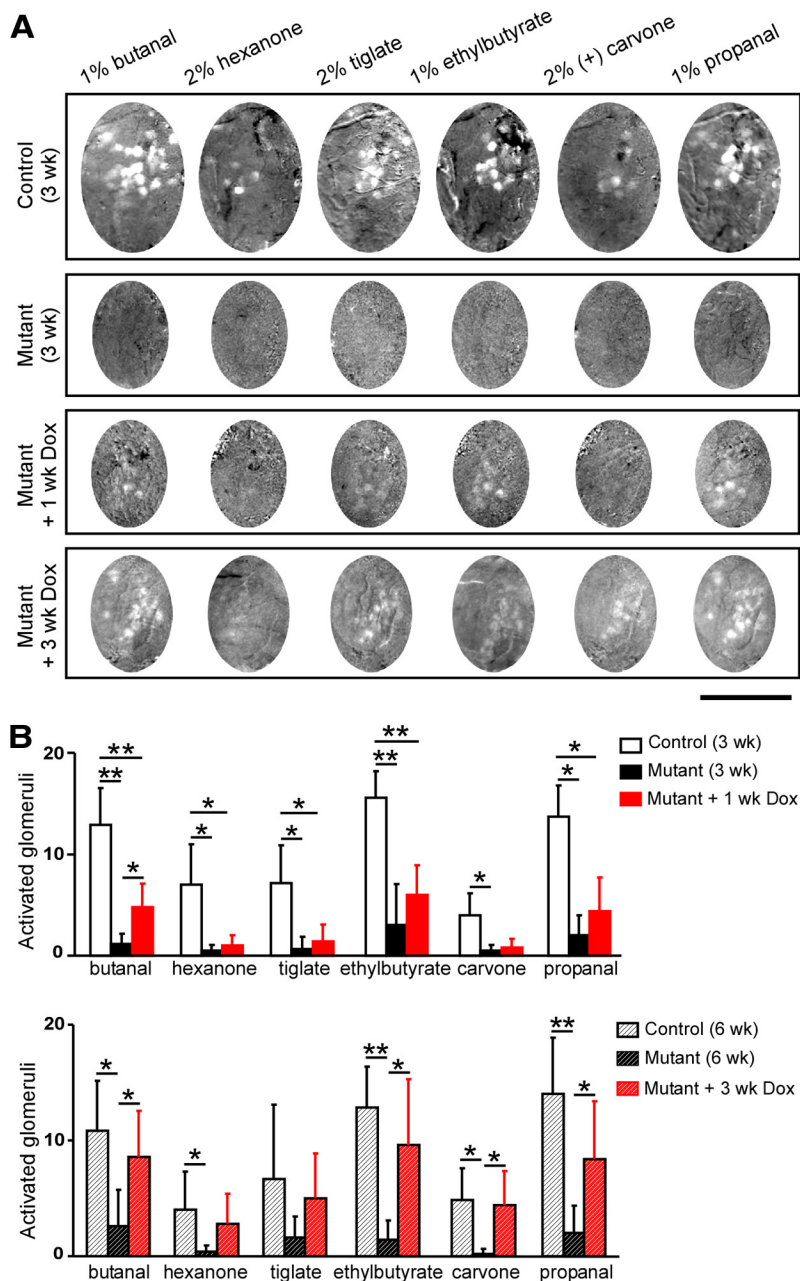 A
1% butanal 2% hexanone 2% tiglate 1% ethylbutyrate 2% (+) carvone 1% propanal
Control
(3 wk)
Mutant
(3 wk)
Mutant
+ 1 wk Dox
Mutant
+ 3 wk Dox
B
20
10
0
Activated glomeruli
** ** *
* *
* *
** **
*
* *
Control (3 wk)
Mutant (3 wk)
Mutant + 1 wk Dox
butanal hexanone tiglate ethylbutyrate carvone propanal
20
10
0
Activated glomeruli
* *
*
** *
* *
** *
Control (6 wk)
Mutant (6 wk)
Mutant + 3 wk Dox
butanal hexanone tiglate ethylbutyrate carvone propanal